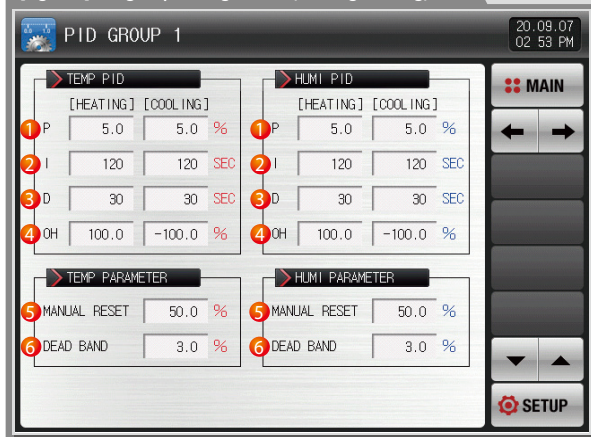 PID GROUP 1
20.09.07
02 53 PM
TEMP PID
[HEATING] [COOLING]
1 P 5.0 5.0 %
2 I 120 120 SEC
3 D 30 30 SEC
4 OH 100.0 -100.0 %
HUMI PID
[HEATING] [COOLING]
1 P 5.0 5.0 %
2 I 120 120 SEC
3 D 30 30 SEC
4 OH 100.0 -100.0 %
TEMP PARAMETER
5 MANUAL RESET 50.0 %
6 DEAD BAND 3.0 %
HUMI PARAMETER
5 MANUAL RESET 50.0 %
6 DEAD BAND 3.0 %
MAIN
SETUP